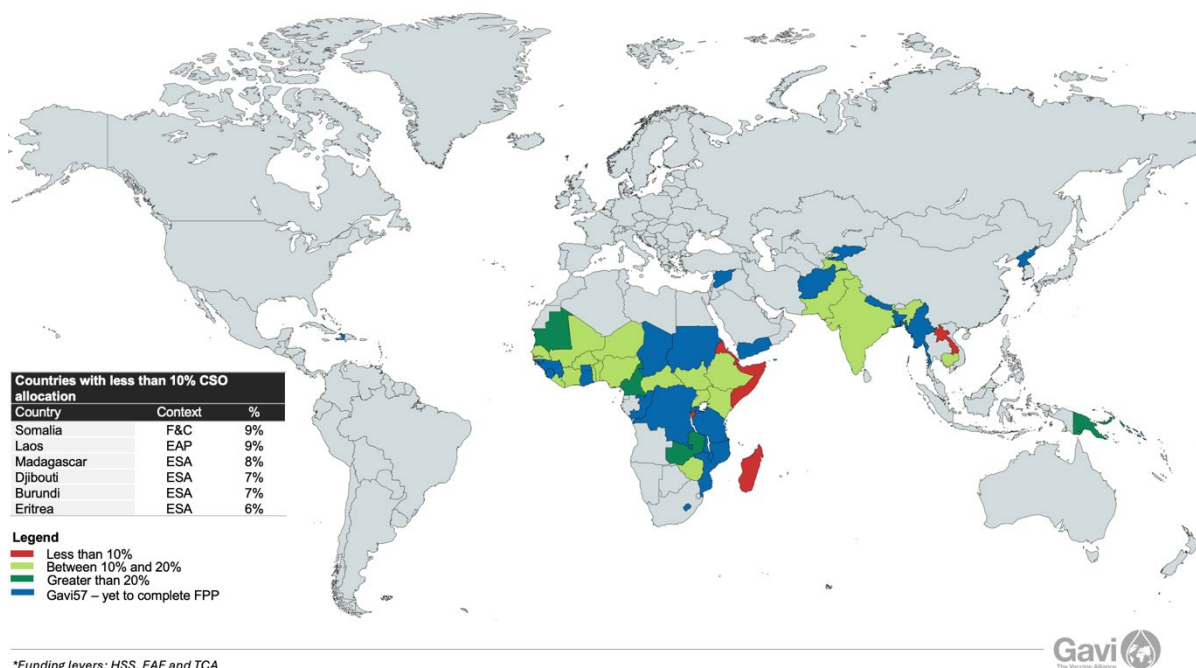 Countries with less than 10% CSO
allocation
Country Context %
Somalia F&C 9%
Laos EAP 9%
Madagascar ESA 8%
Djibouti ESA 7%
Burundi ESA 7%
Eritrea ESA 6%
Legend
Less than 10%
Between 10% and 20%
Greater than 20%
Gavi57 – yet to complete FPP
*Funding levers: HSS, EAF and TCA
Gavi
The Vaccine Alliance